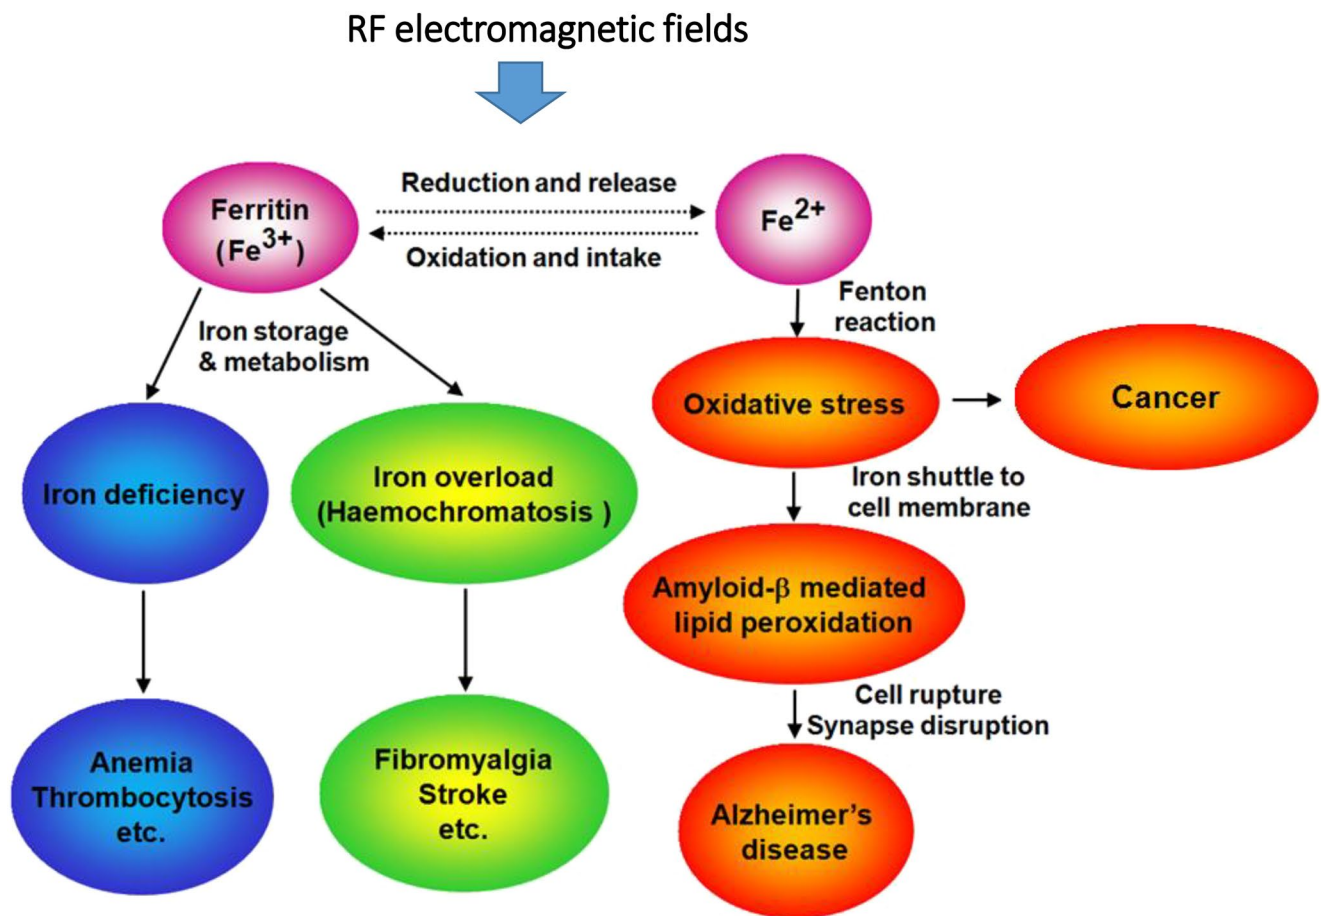 RF electromagnetic fields
Reduction and release
Ferritin
(Fe³⁺)
Fe²⁺
Oxidation and intake
Fenton
reaction
Iron storage
& metabolism
Oxidative stress
Cancer
Iron deficiency
Iron overload
(Haemochromatosis )
Iron shuttle to
cell membrane
Amyloid-β mediated
lipid peroxidation
Cell rupture
Synapse disruption
Anemia
Thrombocytosis
etc.
Fibromyalgia
Stroke
etc.
Alzheimer’s
disease